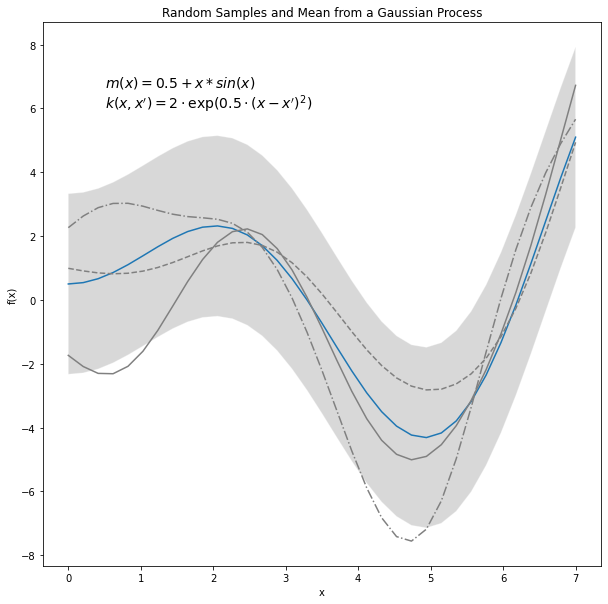 Random Samples and Mean from a Gaussian Process
m(x) = 0.5 + x * sin(x)
k(x, x′) = 2 · exp(0.5 · (x − x′)²)
f(x)
8
6
4
2
0
−2
−4
−6
−8
0 1 2 3 4 5 6 7
x